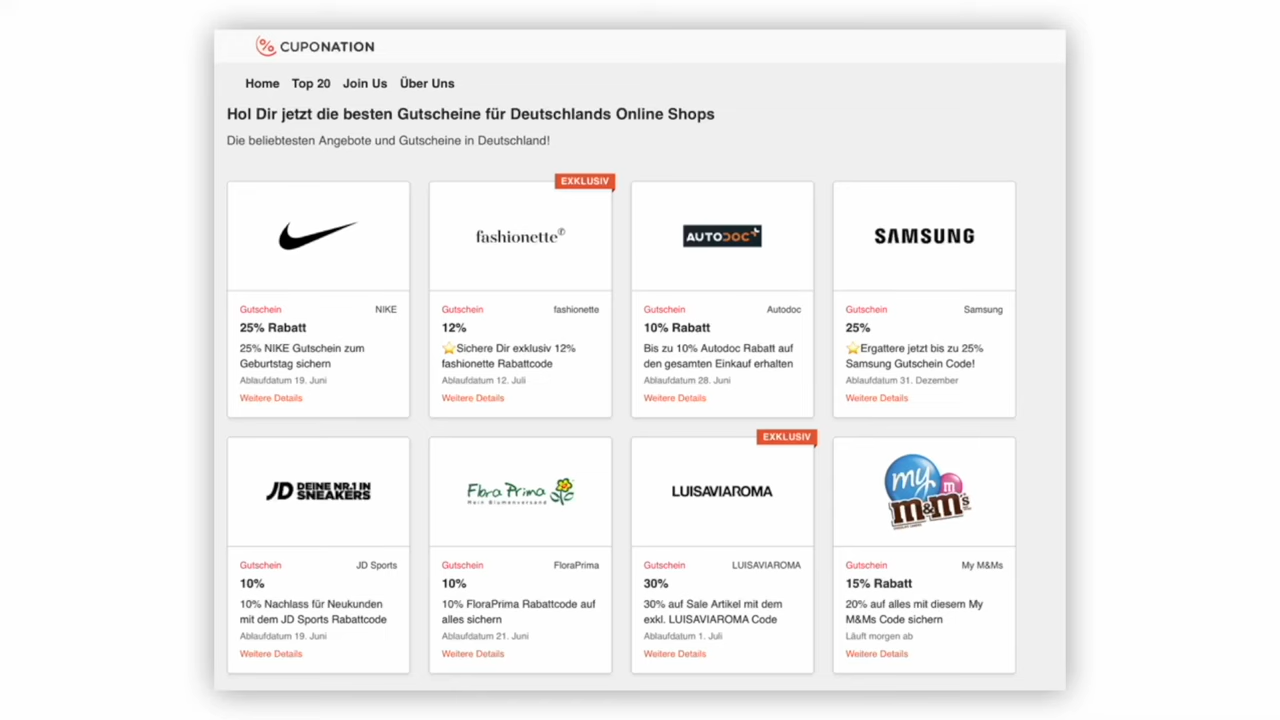 CUPONATION
Home Top 20 Join Us Über Uns
Hol Dir jetzt die besten Gutscheine für Deutschlands Online Shops
Die beliebtesten Angebote und Gutscheine in Deutschland!
Gutschein NIKE
25% Rabatt
25% NIKE Gutschein zum
Geburtstag sichern
Ablaufdatum 19. Juni
Weitere Details
EXKLUSIV
fashionette
Gutschein fashionette
12%
⭐Sichere Dir exklusiv 12%
fashionette Rabattcode
Ablaufdatum 12. Juli
Weitere Details
AUTODOC
Gutschein Autodoc
10% Rabatt
Bis zu 10% Autodoc Rabatt auf
den gesamten Einkauf erhalten
Ablaufdatum 28. Juni
Weitere Details
SAMSUNG
Gutschein Samsung
25%
⭐Ergattere jetzt bis zu 25%
Samsung Gutschein Code!
Ablaufdatum 31. Dezember
Weitere Details
JD DEINE NR.1 IN
SNEAKERS
Gutschein JD Sports
10%
10% Nachlass für Neukunden
mit dem JD Sports Rabattcode
Ablaufdatum 19. Juni
Weitere Details
Flora Prima
Mein Blumenversand
Gutschein FloraPrima
10%
10% FloraPrima Rabattcode auf
alles sichern
Ablaufdatum 21. Juni
Weitere Details
EXKLUSIV
LUISAVIAROMA
Gutschein LUISAVIAROMA
30%
30% auf Sale Artikel mit dem
exkl. LUISAVIAROMA Code
Ablaufdatum 1. Juli
Weitere Details
my m
m&m's
Gutschein My M&Ms
15% Rabatt
20% auf alles mit diesem My
M&Ms Code sichern
Läuft morgen ab
Weitere Details